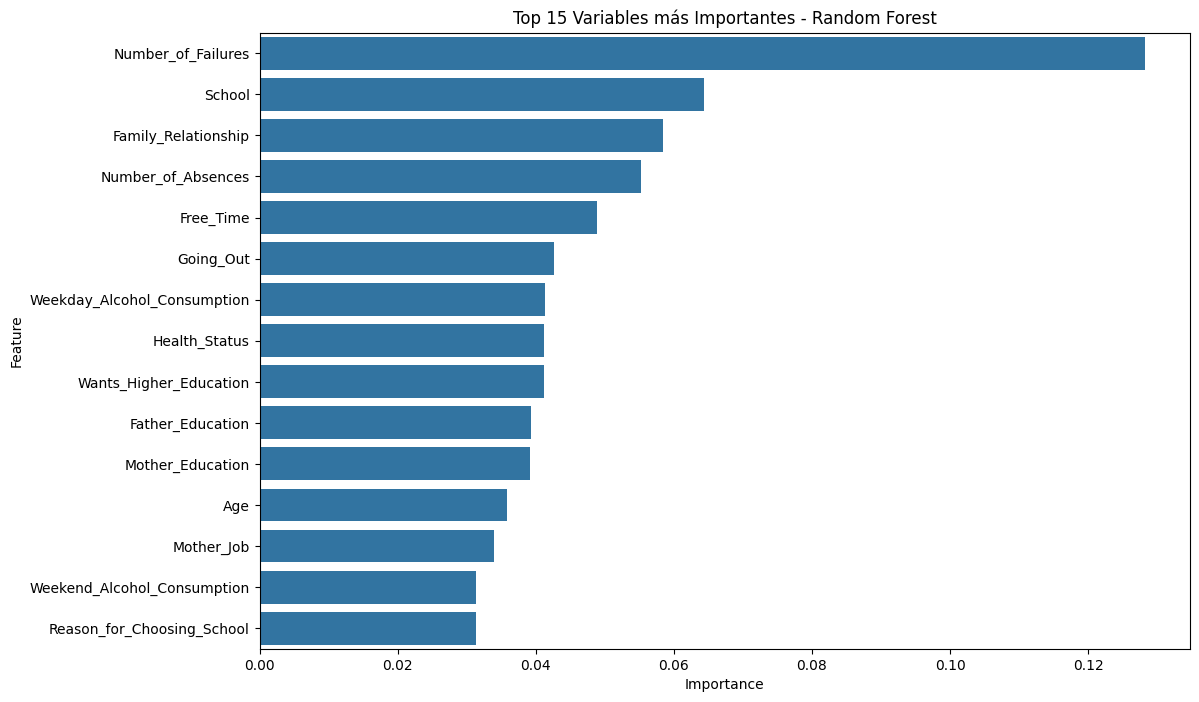 Top 15 Variables más Importantes - Random Forest
Number_of_Failures
School
Family_Relationship
Number_of_Absences
Free_Time
Going_Out
Weekday_Alcohol_Consumption
Health_Status
Wants_Higher_Education
Father_Education
Mother_Education
Age
Mother_Job
Weekend_Alcohol_Consumption
Reason_for_Choosing_School
Feature
0.00 0.02 0.04 0.06 0.08 0.10 0.12
Importance